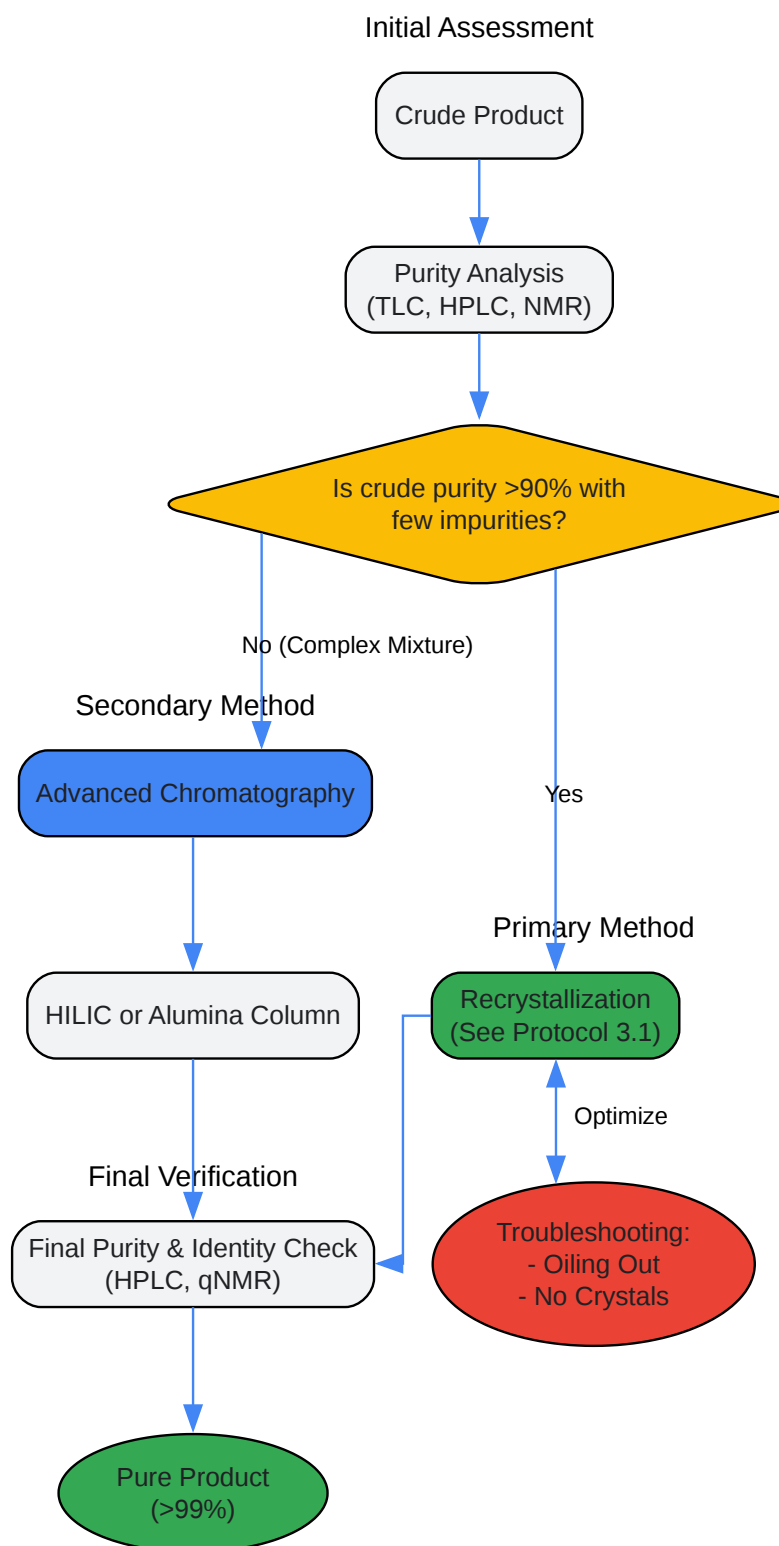 Initial Assessment
Crude Product
Purity Analysis
(TLC, HPLC, NMR)
Is crude purity >90% with
few impurities?
No (Complex Mixture)
Secondary Method
Advanced Chromatography
Yes
Primary Method
HILIC or Alumina Column
Recrystallization
(See Protocol 3.1)
Optimize
Final Verification
Final Purity & Identity Check
(HPLC, qNMR)
Troubleshooting:
- Oiling Out
- No Crystals
Pure Product
(>99%)